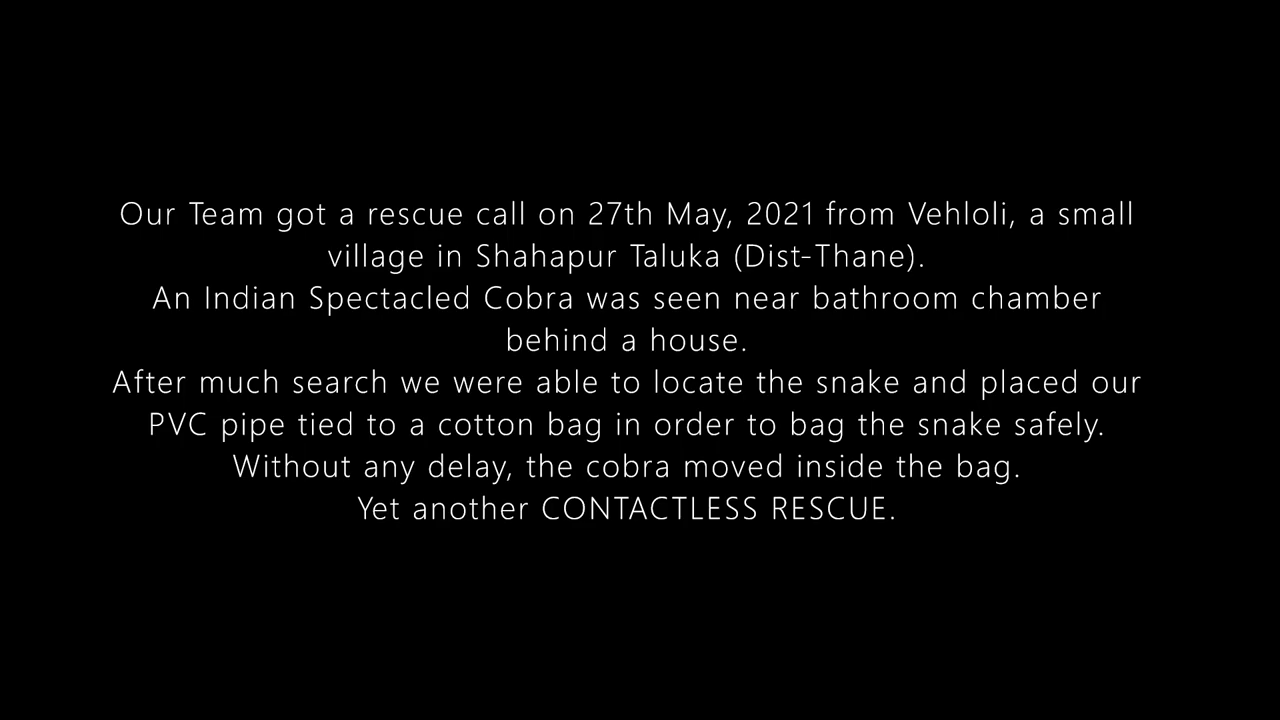 Our Team got a rescue call on 27th May, 2021 from Vehloli, a small
village in Shahapur Taluka (Dist-Thane).
An Indian Spectacled Cobra was seen near bathroom chamber
behind a house.
After much search we were able to locate the snake and placed our
PVC pipe tied to a cotton bag in order to bag the snake safely.
Without any delay, the cobra moved inside the bag.
Yet another CONTACTLESS RESCUE.